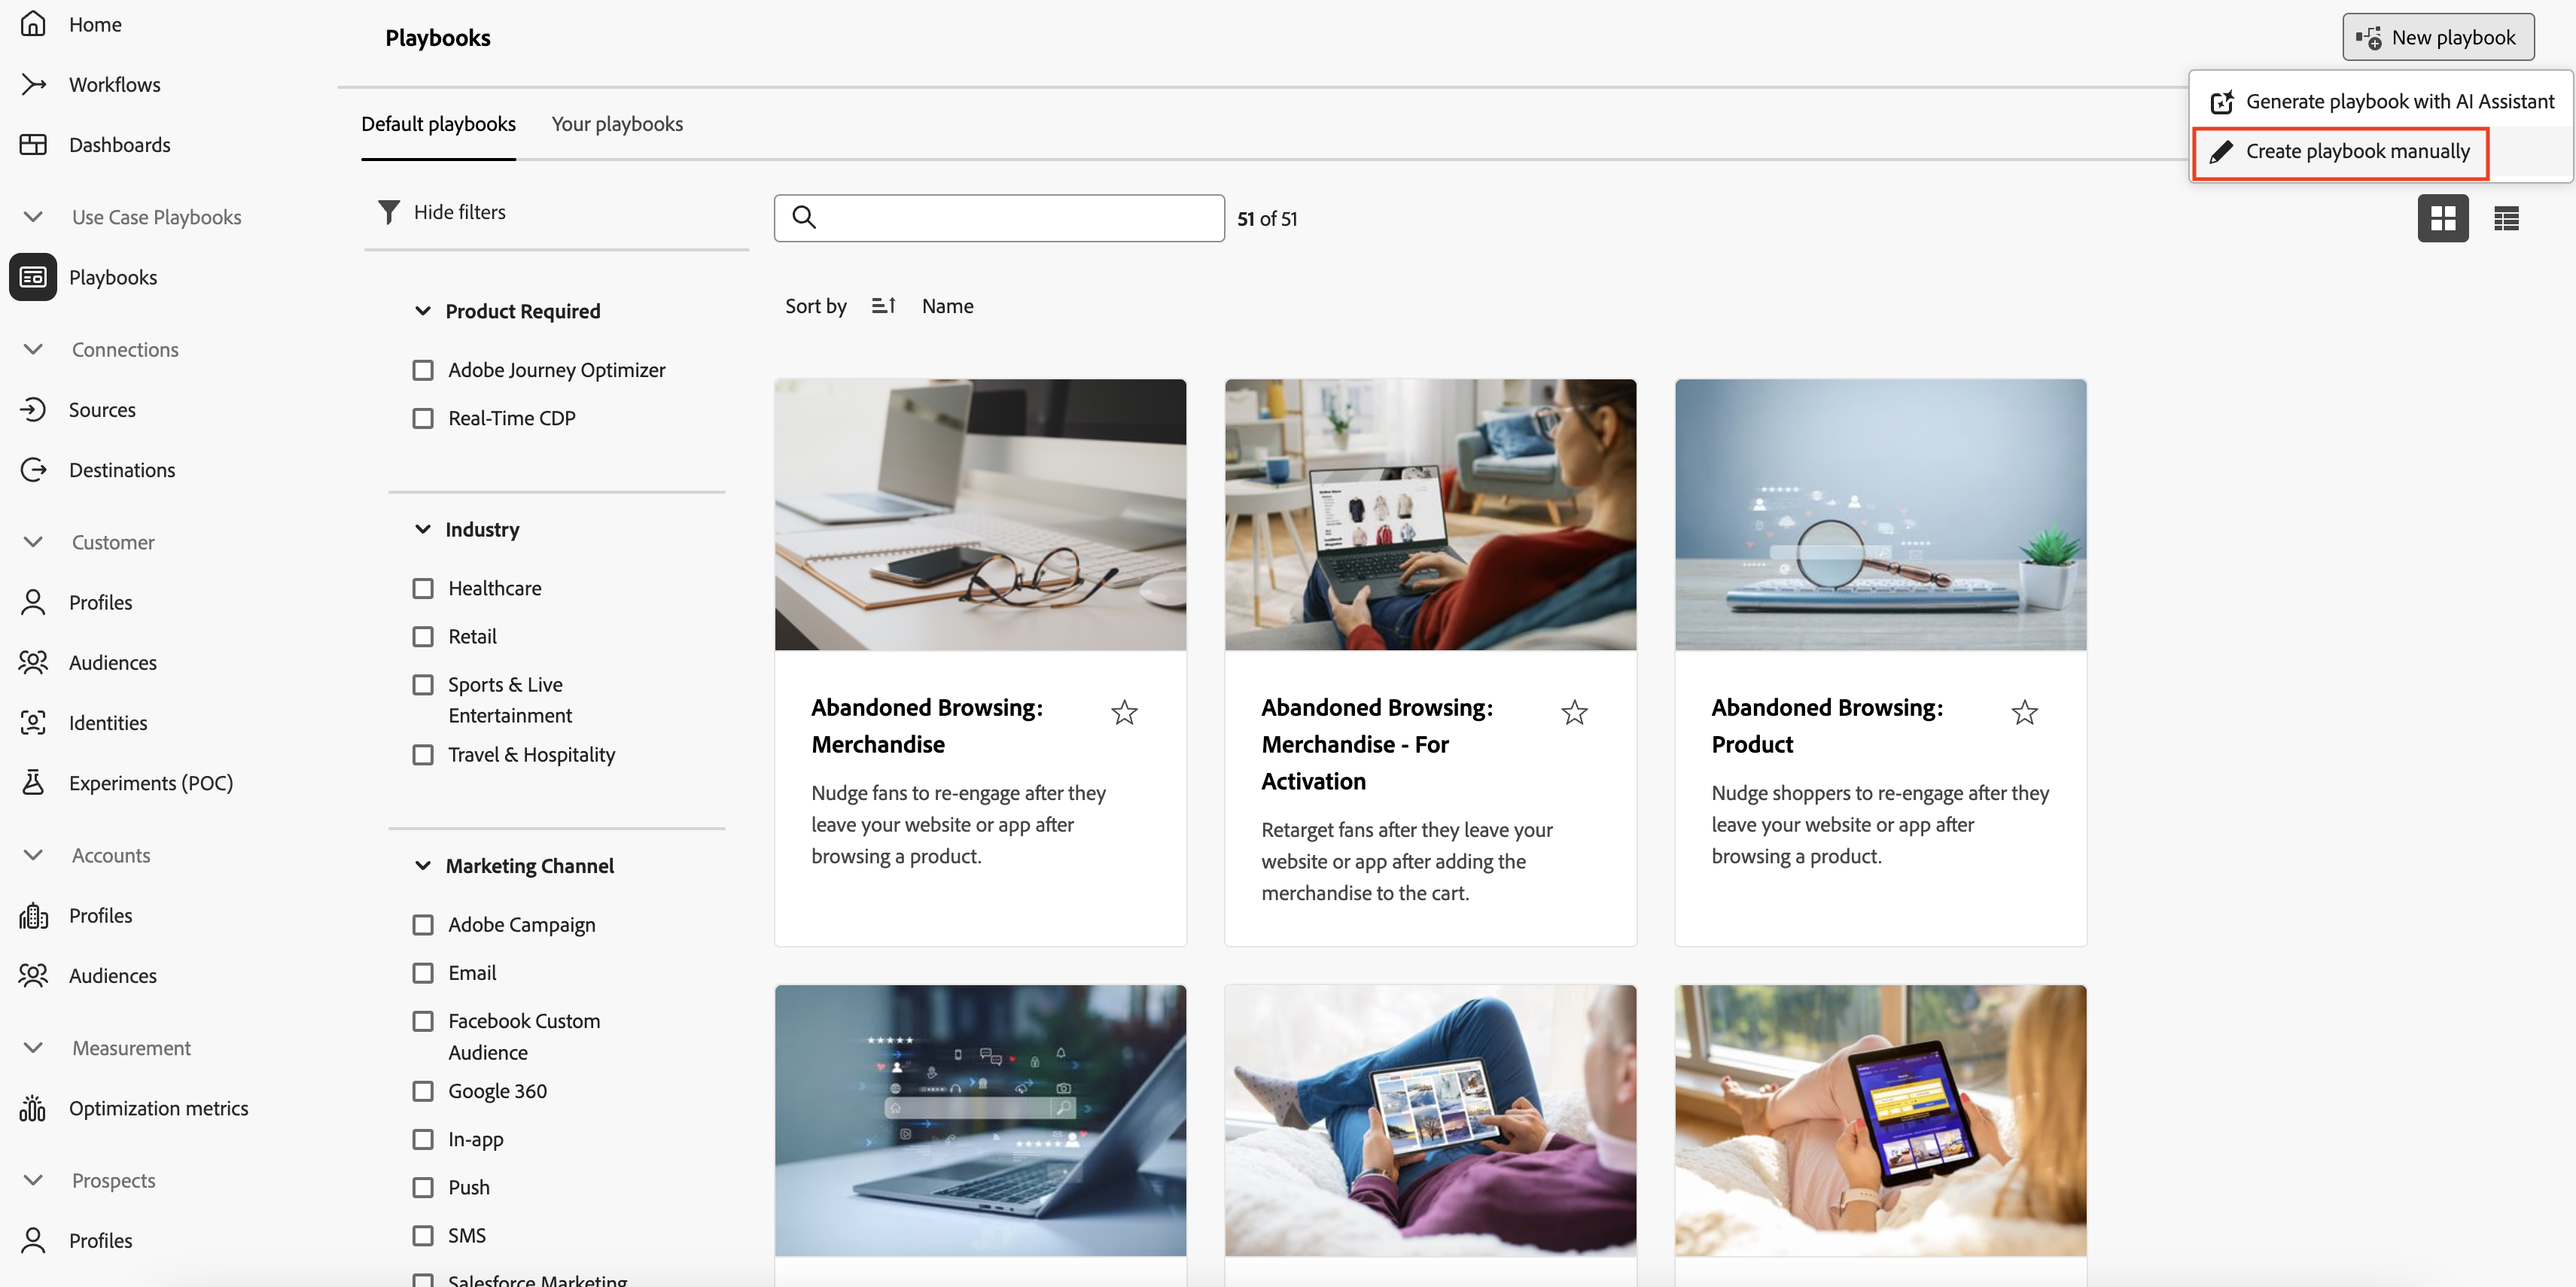 Home
Workflows
Dashboards
Use Case Playbooks
Playbooks
Connections
Sources
Destinations
Customer
Profiles
Audiences
Identities
Experiments (POC)
Accounts
Profiles
Audiences
Measurement
Optimization metrics
Prospects
Profiles
Playbooks
New playbook
Generate playbook with AI Assistant
Create playbook manually
Default playbooks
Your playbooks
Hide filters
51 of 51
Product Required
Adobe Journey Optimizer
Real-Time CDP
Industry
Healthcare
Retail
Sports & Live
Entertainment
Travel & Hospitality
Marketing Channel
Adobe Campaign
Email
Facebook Custom
Audience
Google 360
In-app
Push
SMS
Salesforce Marketing
Sort by
Name
Abandoned Browsing:
Merchandise
Nudge fans to re-engage after they
leave your website or app after
browsing a product.
Abandoned Browsing:
Merchandise - For
Activation
Retarget fans after they leave your
website or app after adding the
merchandise to the cart.
Abandoned Browsing:
Product
Nudge shoppers to re-engage after they
leave your website or app after
browsing a product.